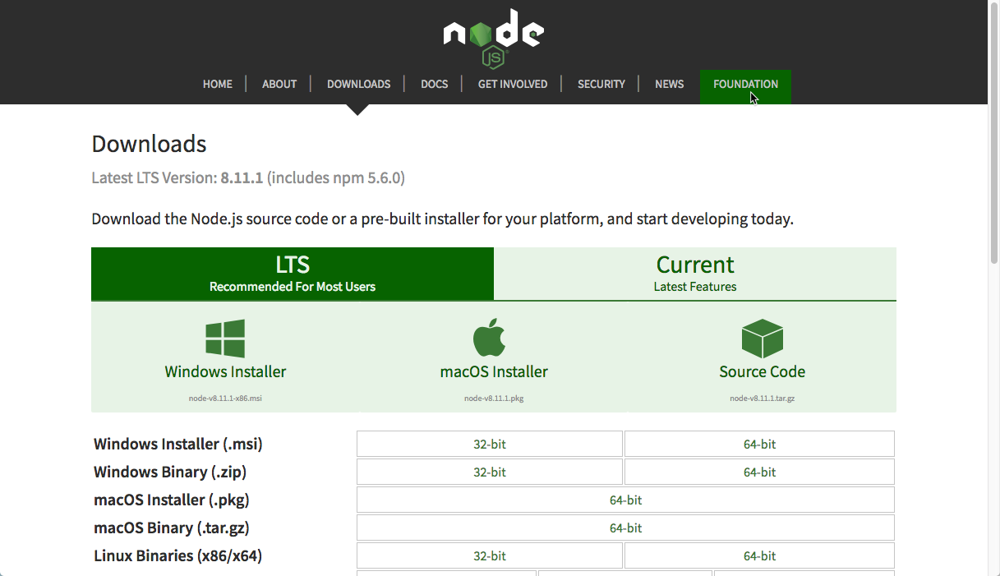 node
JS
HOME ABOUT DOWNLOADS DOCS GET INVOLVED SECURITY NEWS FOUNDATION
Downloads
Latest LTS Version: 8.11.1 (includes npm 5.6.0)
Download the Node.js source code or a pre-built installer for your platform, and start developing today.
LTS
Recommended For Most Users
Current
Latest Features
Windows Installer
node-v8.11.1-x86.msi
macOS Installer
node-v8.11.1.pkg
Source Code
node-v8.11.1.tar.gz
Windows Installer (.msi) 32-bit 64-bit
Windows Binary (.zip) 32-bit 64-bit
macOS Installer (.pkg) 64-bit
macOS Binary (.tar.gz) 64-bit
Linux Binaries (x86/x64) 32-bit 64-bit